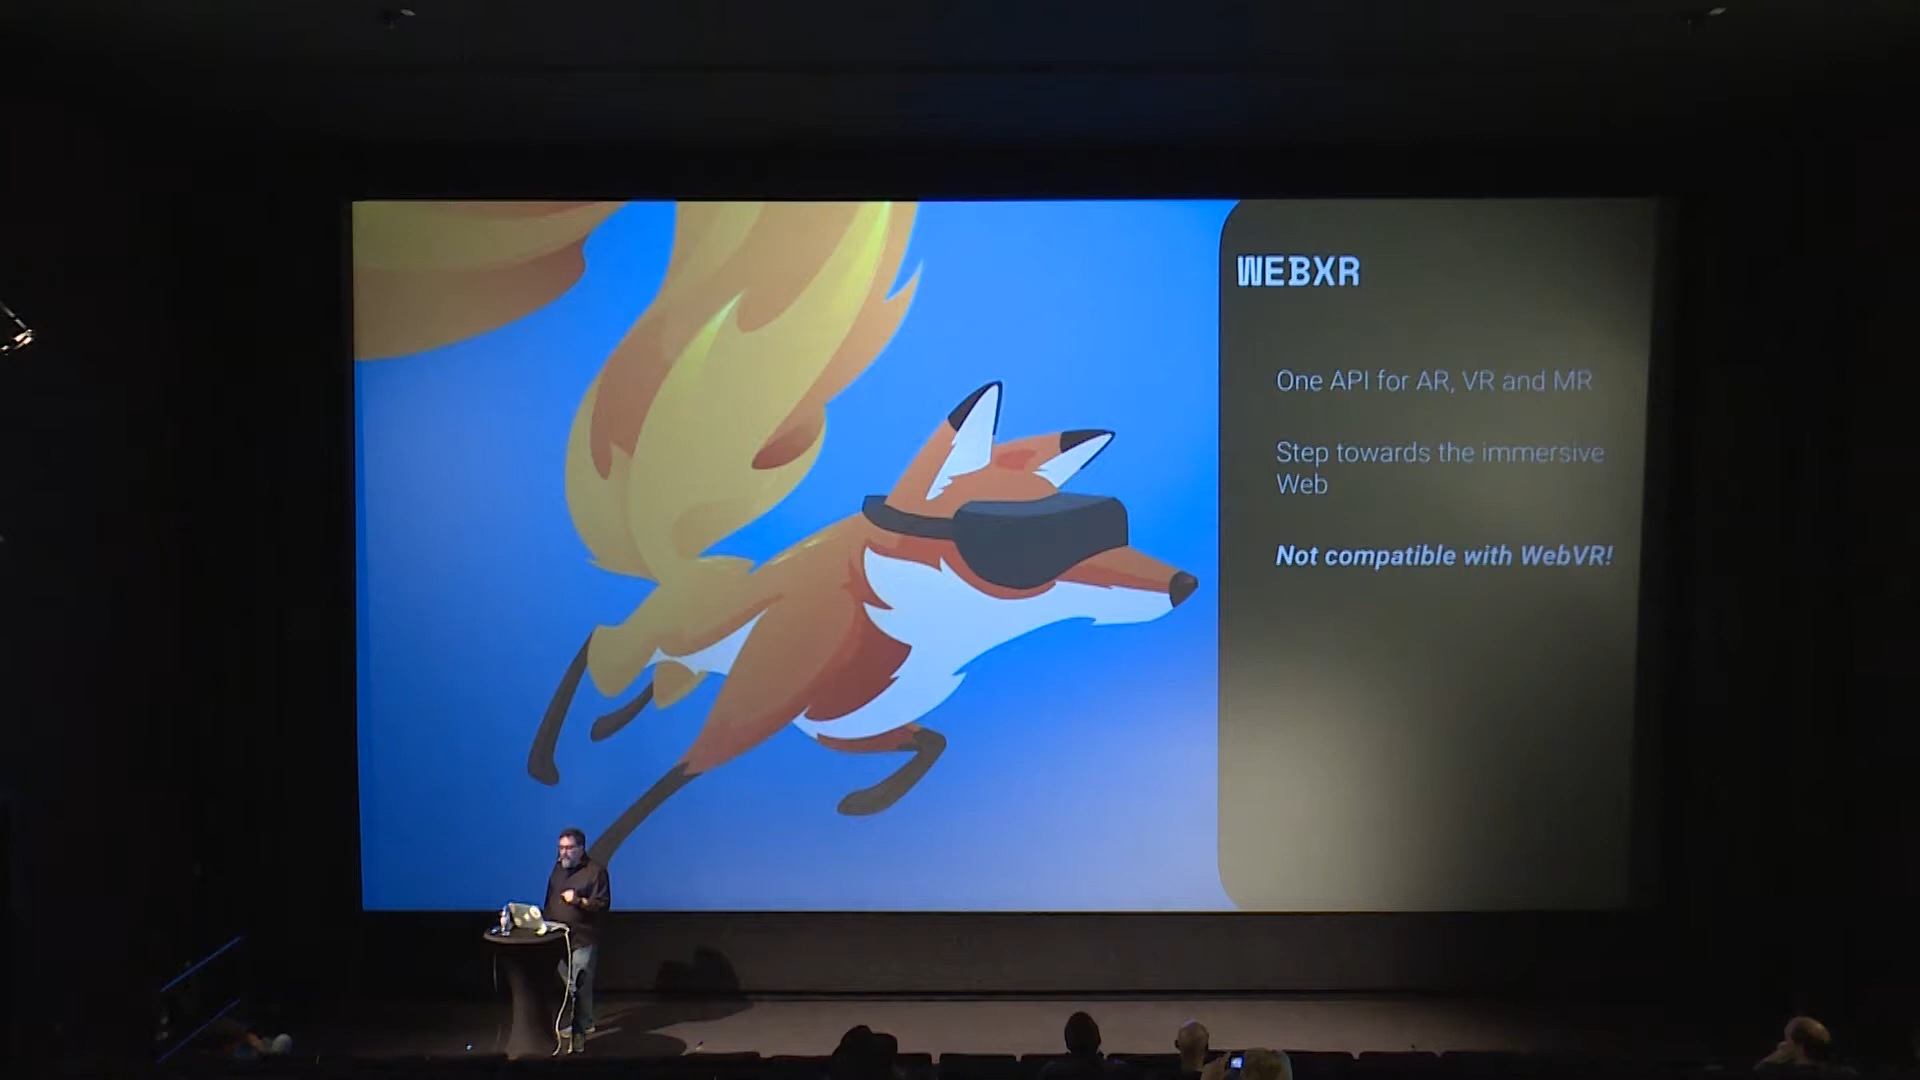 WEBXR
One API for AR, VR and MR
Step towards the immersive
Web
Not compatible with WebVR!